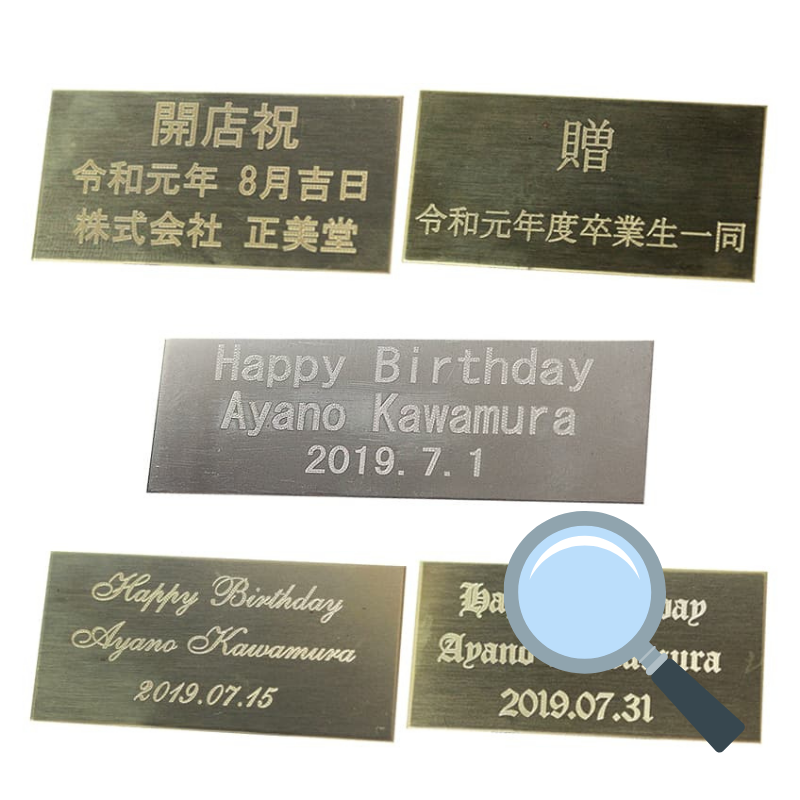 開店祝
令和元年 8月吉日
株式会社 正美堂
贈
令和元年度卒業生一同
Happy Birthday
Ayano Kawamura
2019.7.1
Happy Birthday
Ayano Kawamura
2019.07.15
Ayano
2019.07.31